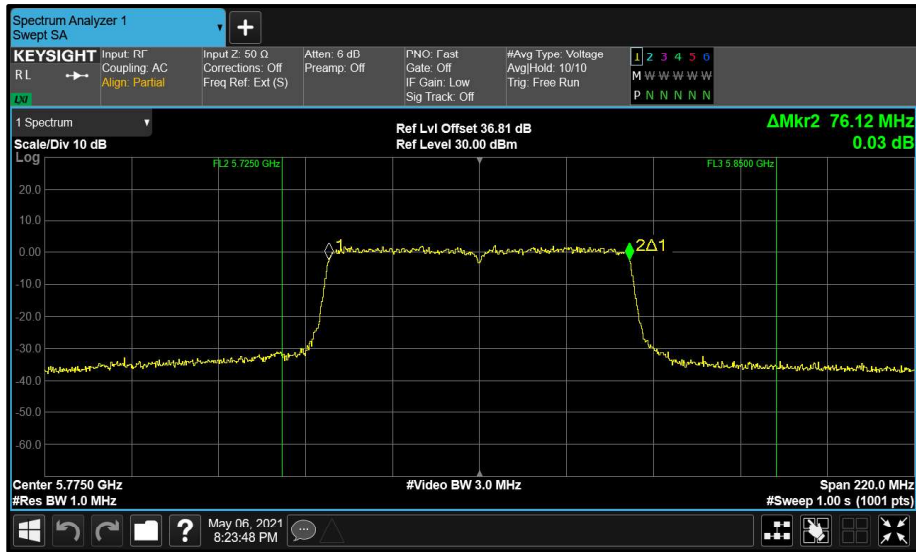 Spectrum Analyzer 1
Swept SA
+
KEYSIGHT
RL
LXI
Input: RF
Coupling: AC
Align: Partial
Input Z: 50 Ω
Corrections: Off
Freq Ref: Ext (S)
Atten: 6 dB
Preamp: Off
PNO: Fast
Gate: Off
IF Gain: Low
Sig Track: Off
#Avg Type: Voltage
Avg|Hold: 10/10
Trig: Free Run
1 2 3 4 5 6
M W W W W W
P N N N N N
1 Spectrum
Scale/Div 10 dB
Ref Lvl Offset 36.81 dB
Ref Level 30.00 dBm
ΔMkr2 76.12 MHz
0.03 dB
Log
FL2 5.7250 GHz
FL3 5.8500 GHz
20.0
10.0
0.00
1
2Δ1
-10.0
-20.0
-30.0
-40.0
-50.0
-60.0
Center 5.7750 GHz
#Video BW 3.0 MHz
Span 220.0 MHz
#Res BW 1.0 MHz
#Sweep 1.00 s (1001 pts)
?
May 06, 2021
8:23:48 PM